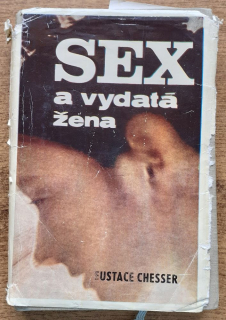 SEX
a vydatá
žena
EUSTACE CHESSER